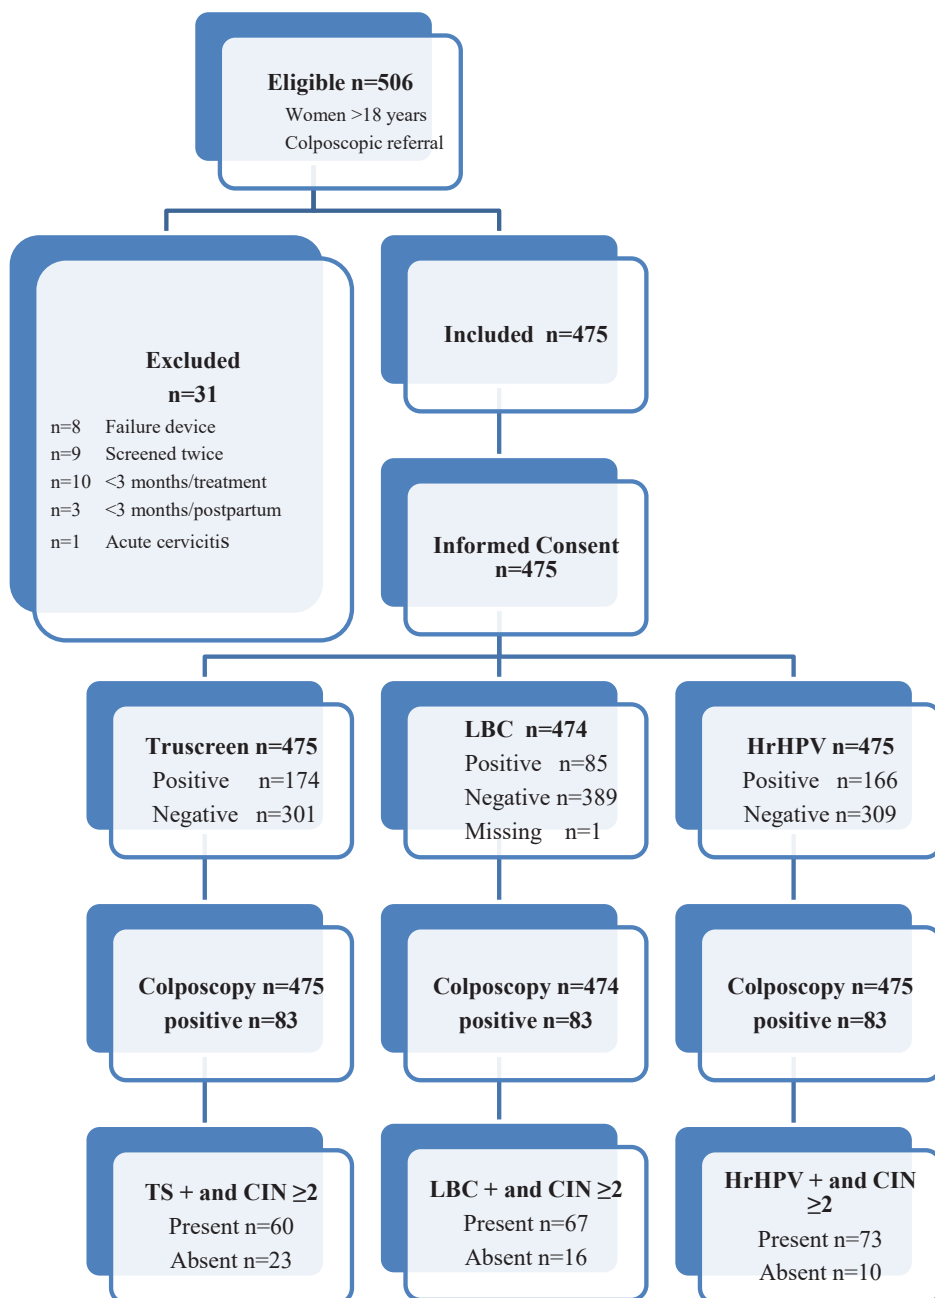 Eligible n=506
Women >18 years
Colposcopic referral
Excluded
n=31
n=8 Failure device
n=9 Screened twice
n=10 <3 months/treatment
n=3 <3 months/postpartum
n=1 Acute cervicitis
Included n=475
Informed Consent
n=475
Truscreen n=475
Positive n=174
Negative n=301
LBC n=474
Positive n=85
Negative n=389
Missing n=1
HrHPV n=475
Positive n=166
Negative n=309
Colposcopy n=475
positive n=83
Colposcopy n=474
positive n=83
Colposcopy n=475
positive n=83
TS + and CIN ≥2
Present n=60
Absent n=23
LBC + and CIN ≥2
Present n=67
Absent n=16
HrHPV + and CIN
≥2
Present n=73
Absent n=10